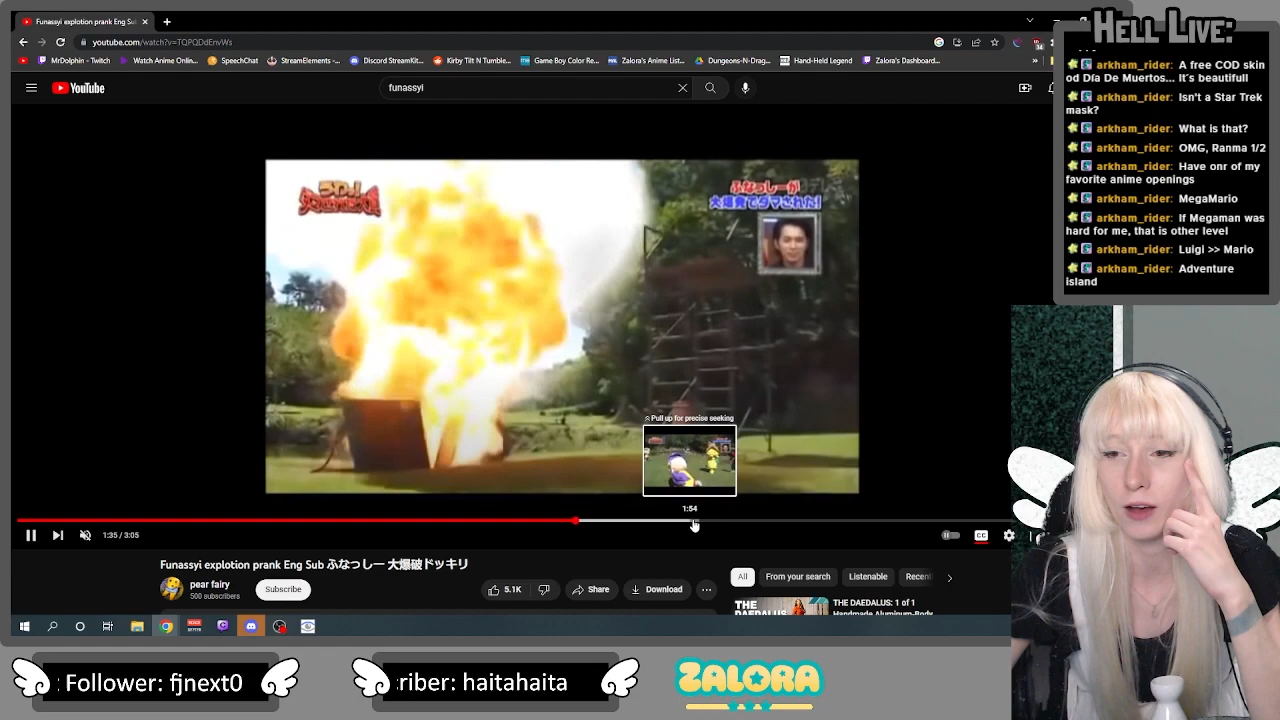 Funassyi explotion prank Eng Sub
HELL LIVE:
youtube.com/watch?v=TQPQDdEnvWs
MrDolphin - Twitch
Watch Anime Onlin...
SpeechChat
StreamElements -...
Discord StreamKit...
Kirby Tilt N Tumble...
Game Boy Color Re...
Zalora's Anime List...
Dungeons-N-Drag...
Hand-Held Legend
Zalora's Dashboard...
YouTube
funassyi
ふなっしーが
大爆発でダマされた!
Pull up for precise seeking
1:54
1:35 / 3:05
CC
Funassyi explotion prank Eng Sub ふなっしー 大爆破ドッキリ
pear fairy
500 subscribers
Subscribe
5.1K
Share
Download
All
From your search
Listenable
Recent
THE
DAEDALUS
THE DAEDALUS: 1 of 1
Handmade Aluminum-Body
arkham_rider: A free COD skin
od Día De Muertos... It's beautifull
arkham_rider: Isn't a Star Trek
mask?
arkham_rider: What is that?
arkham_rider: OMG, Ranma 1/2
arkham_rider: Have onr of my
favorite anime openings
arkham_rider: MegaMario
arkham_rider: If Megaman was
hard for me, that is other level
arkham_rider: Luigi >> Mario
arkham_rider: Adventure
island
: Follower: fjnext0
riber: haitahaita
ZALORA